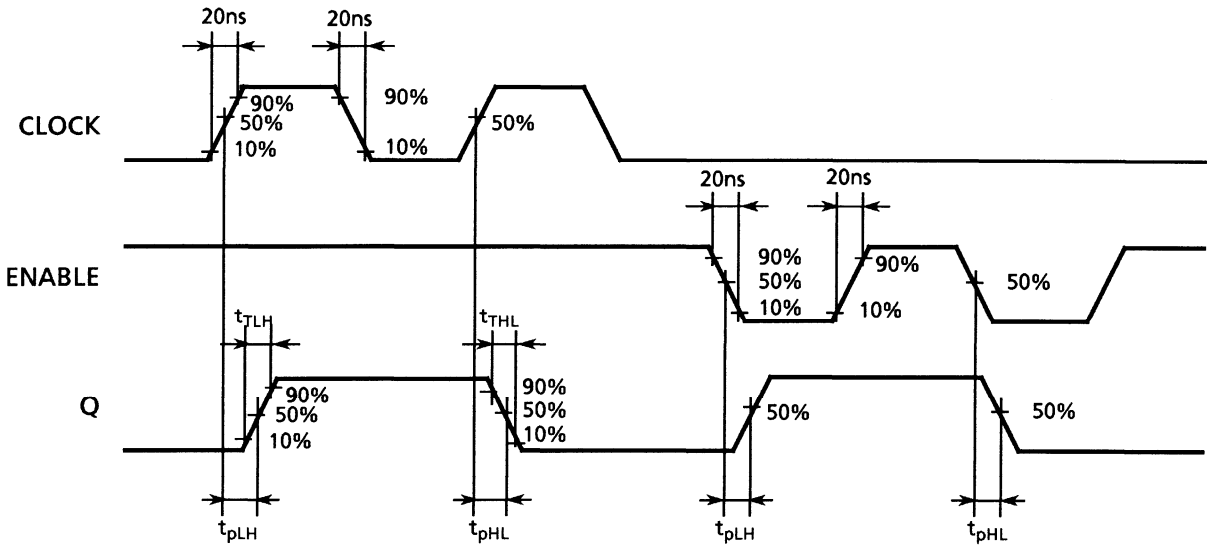 20ns 20ns
CLOCK
90% 90%
50% 50%
10% 10%
20ns 20ns
ENABLE
90% 90%
50% 50%
10% 10%
tTLH tTHL
Q
90% 90%
50% 50% 50% 50%
10% 10%
tpLH tpHL tpLH tpHL